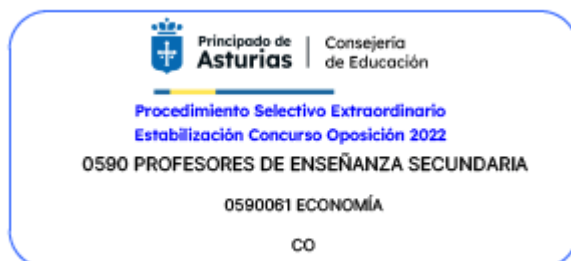 Principado de
Asturias
Consejería
de Educación
Procedimiento Selectivo Extraordinario
Estabilización Concurso Oposición 2022
0590 PROFESORES DE ENSEÑANZA SECUNDARIA
0590061 ECONOMÍA
CO